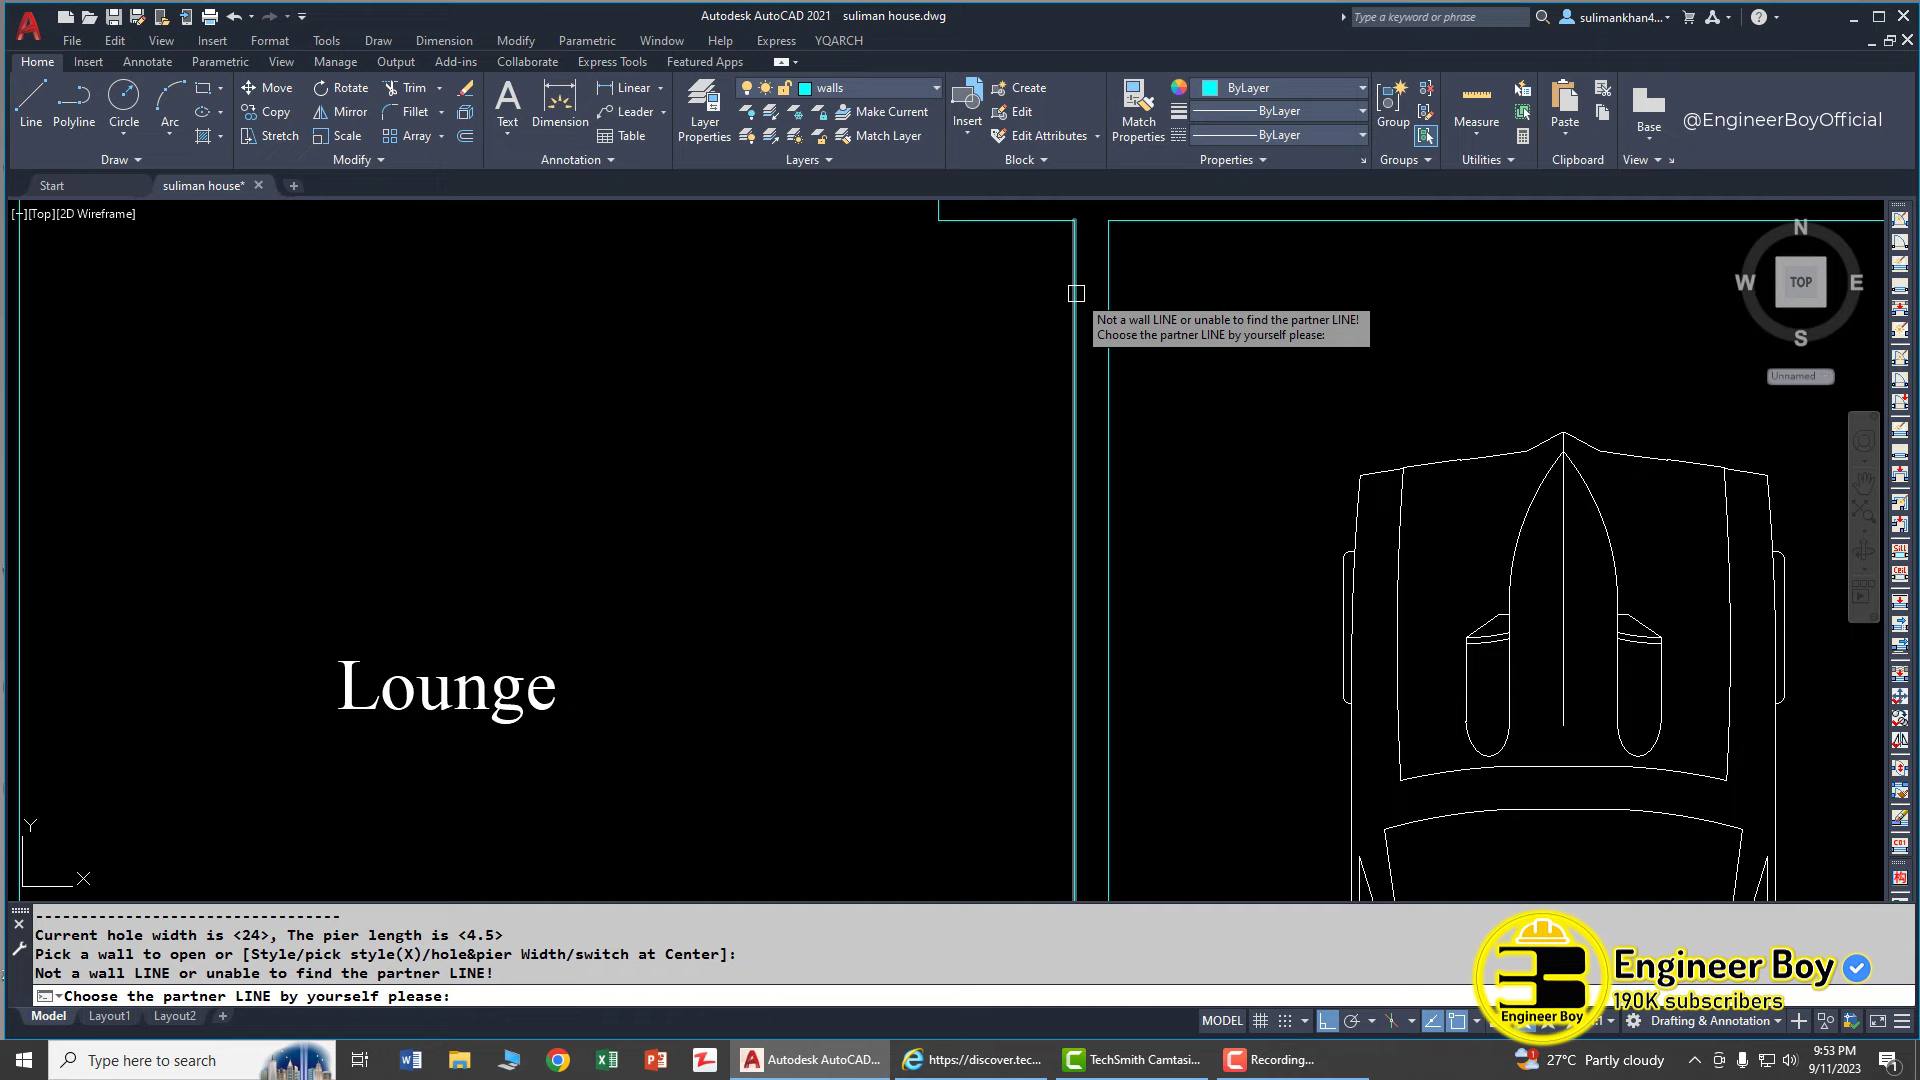 Autodesk AutoCAD 2021 suliman house.dwg
Type a keyword or phrase
sulimankhan4...
File Edit View Insert Format Tools Draw Dimension Modify Parametric Window Help Express YQARCH
Home Insert Annotate Parametric View Manage Output Add-ins Collaborate Express Tools Featured Apps
Line
Polyline
Circle
Arc
Move
Copy
Stretch
Rotate
Mirror
Scale
Trim
Fillet
Array
Text
Dimension
Linear
Leader
Table
Layer Properties
walls
Make Current
Match Layer
Insert
Create
Edit
Edit Attributes
Match Properties
ByLayer
ByLayer
ByLayer
Group
Measure
Paste
Base
@EngineerBoyOfficial
Draw Modify Annotation Layers Block Properties Groups Utilities Clipboard View
Start suliman house*
[−][Top][2D Wireframe]
N
W TOP E
S
Unnamed
Not a wall LINE or unable to find the partner LINE!
Choose the partner LINE by yourself please:
Sill
Ceil
C01
构
Lounge
Y
X
--------------------------------
Current hole width is <24>, The pier length is <4.5>
Pick a wall to open or [Style/pick style(X)/hole&pier Width/switch at Center]:
Not a wall LINE or unable to find the partner LINE!
Choose the partner LINE by yourself please:
Engineer Boy
190K subscribers
Engineer Boy
Model Layout1 Layout2
MODEL
Drafting & Annotation
Type here to search
Autodesk AutoCAD...
https://discover.tec...
TechSmith Camtasi...
Recording...
27°C Partly cloudy
9:53 PM
9/11/2023
1